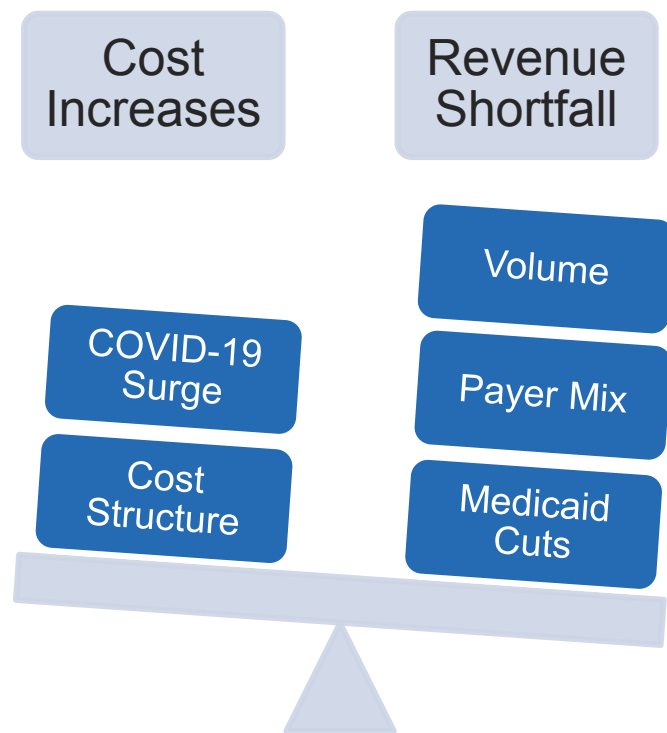 Cost
Increases
Revenue
Shortfall
COVID-19
Surge
Cost
Structure
Volume
Payer Mix
Medicaid
Cuts